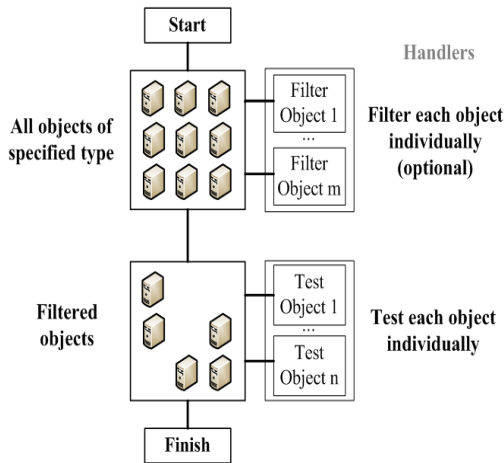 Start
Handlers
All objects of
specified type
Filter
Object 1
...
Filter
Object m
Filter each object
individually
(optional)
Filtered
objects
Test
Object 1
...
Test
Object n
Test each object
individually
Finish